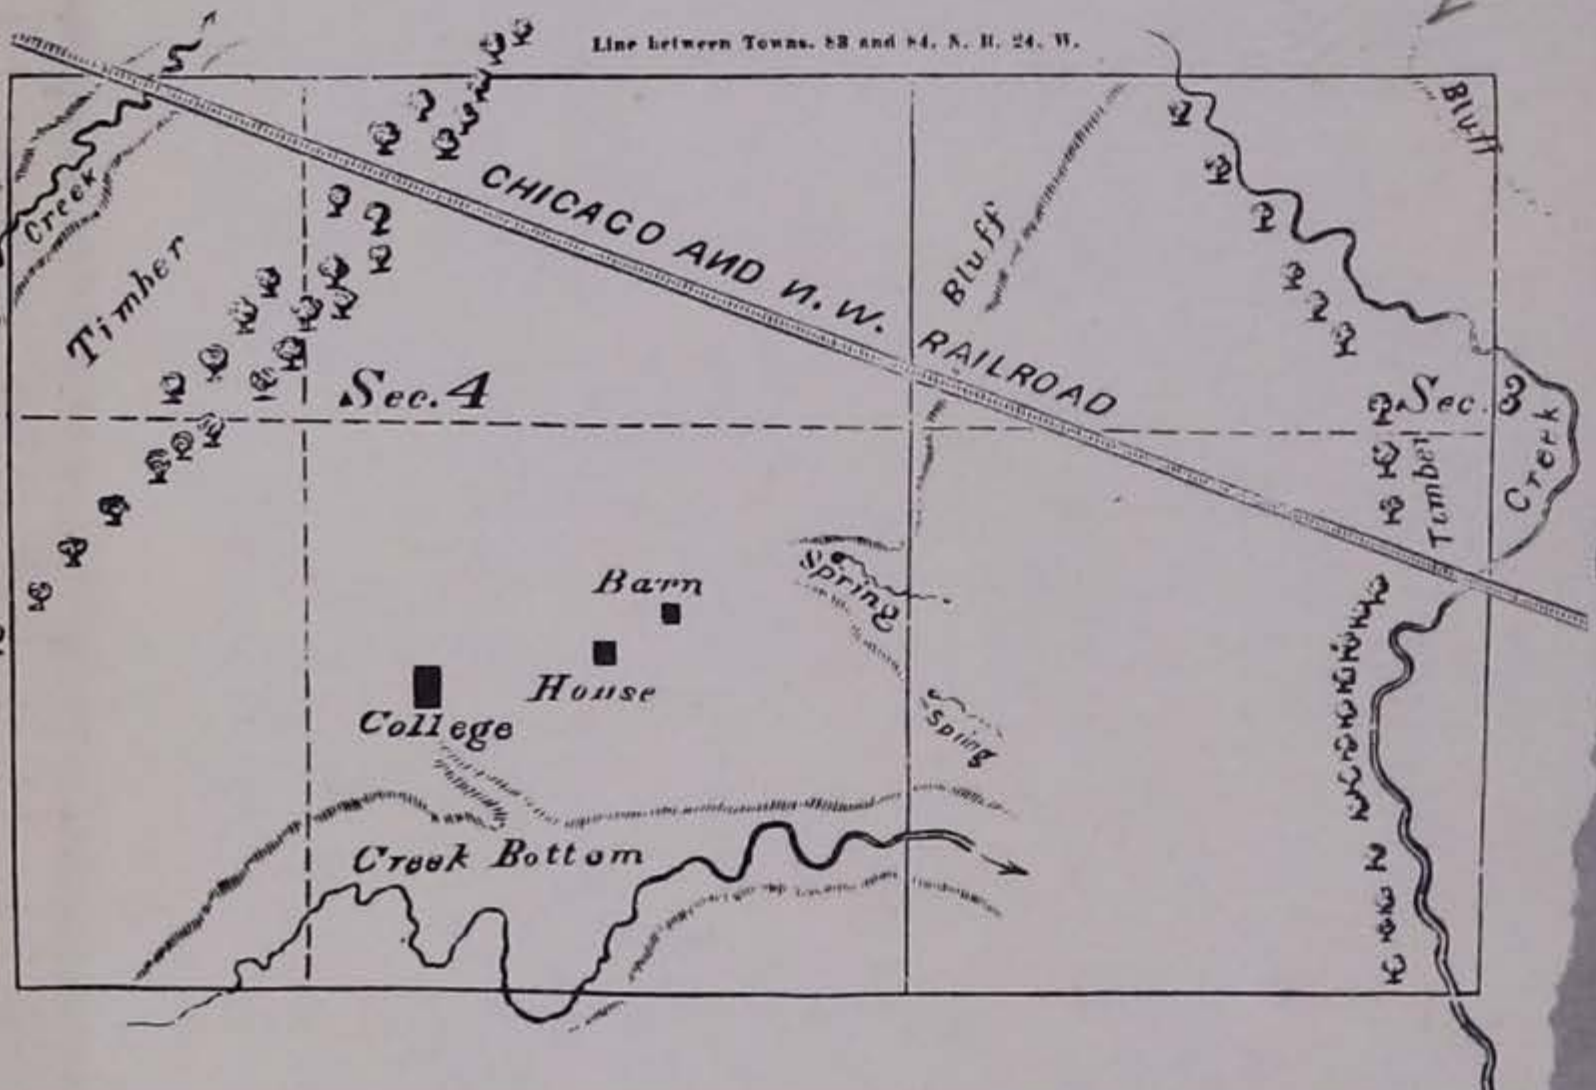 Line between Towns. 83 and 84. N. R. 24. W.
Bluff
Creek
Timber
CHICAGO AND N. W.
RAILROAD
Bluff
Sec. 4
Sec. 3
Timber
Creek
Spring
Barn
House
College
Spring
Creek Bottom